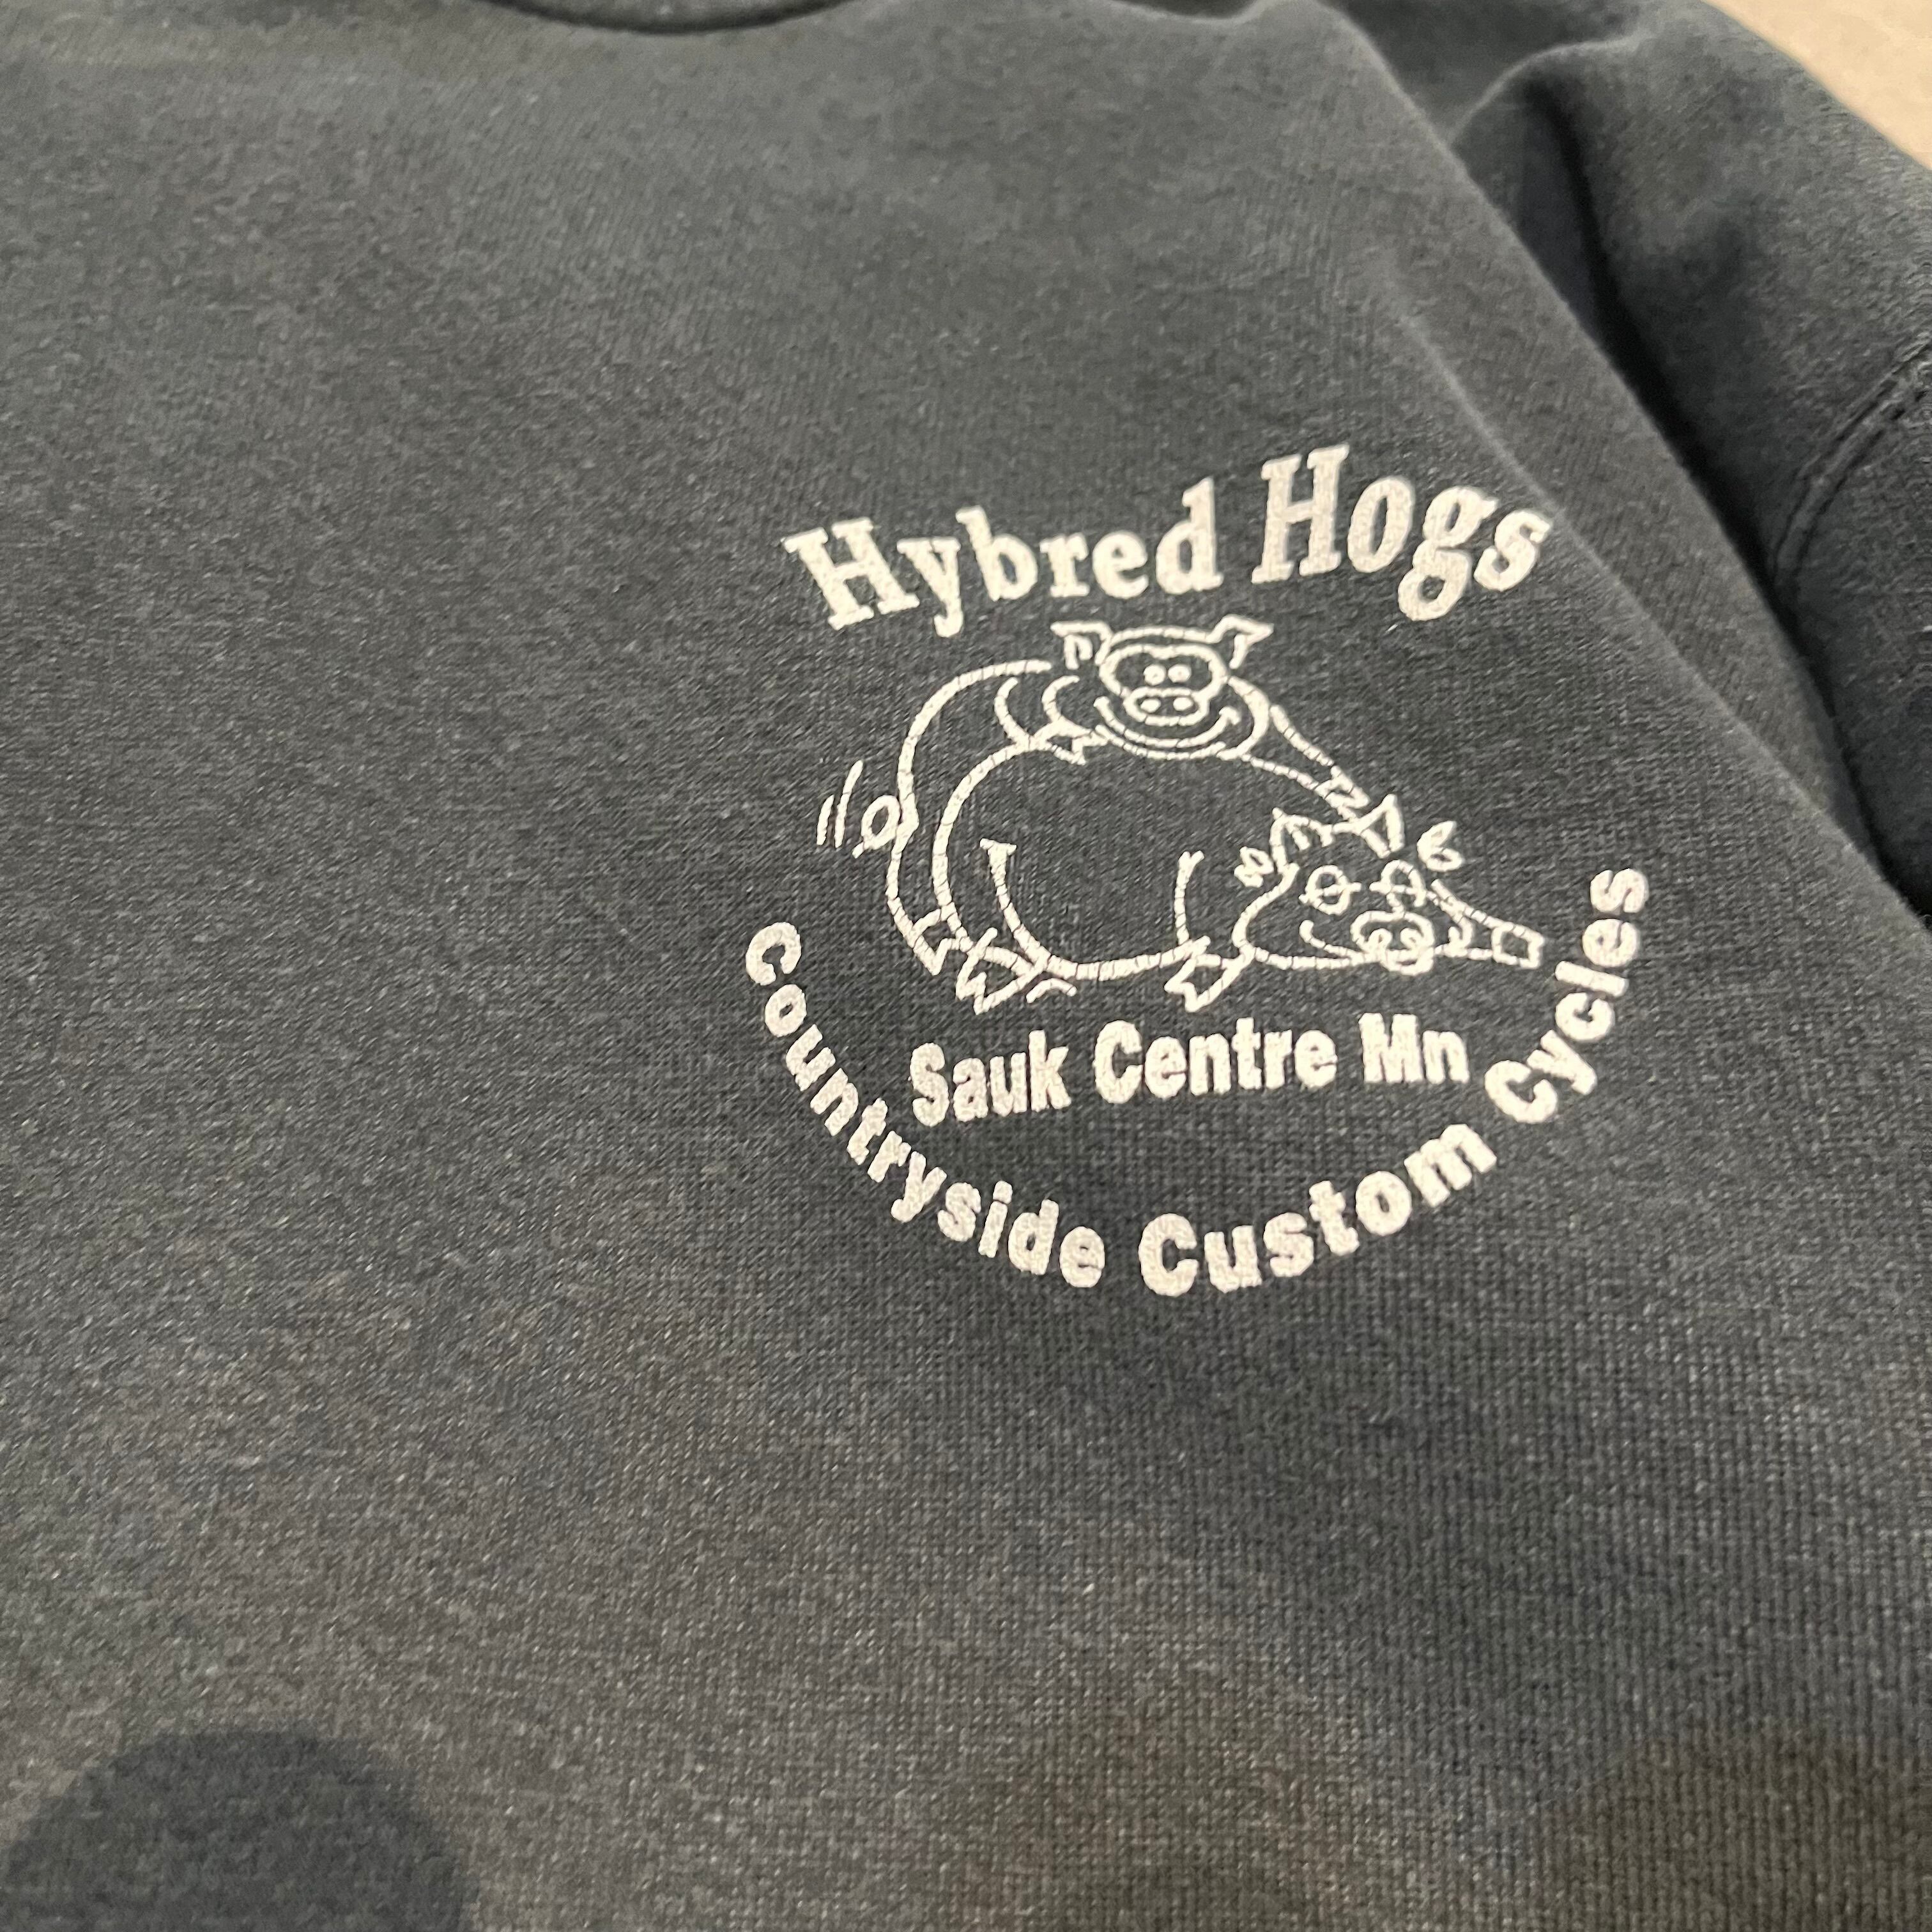 Hybred Hogs
Sauk Centre Mn
Countryside Custom Cycles